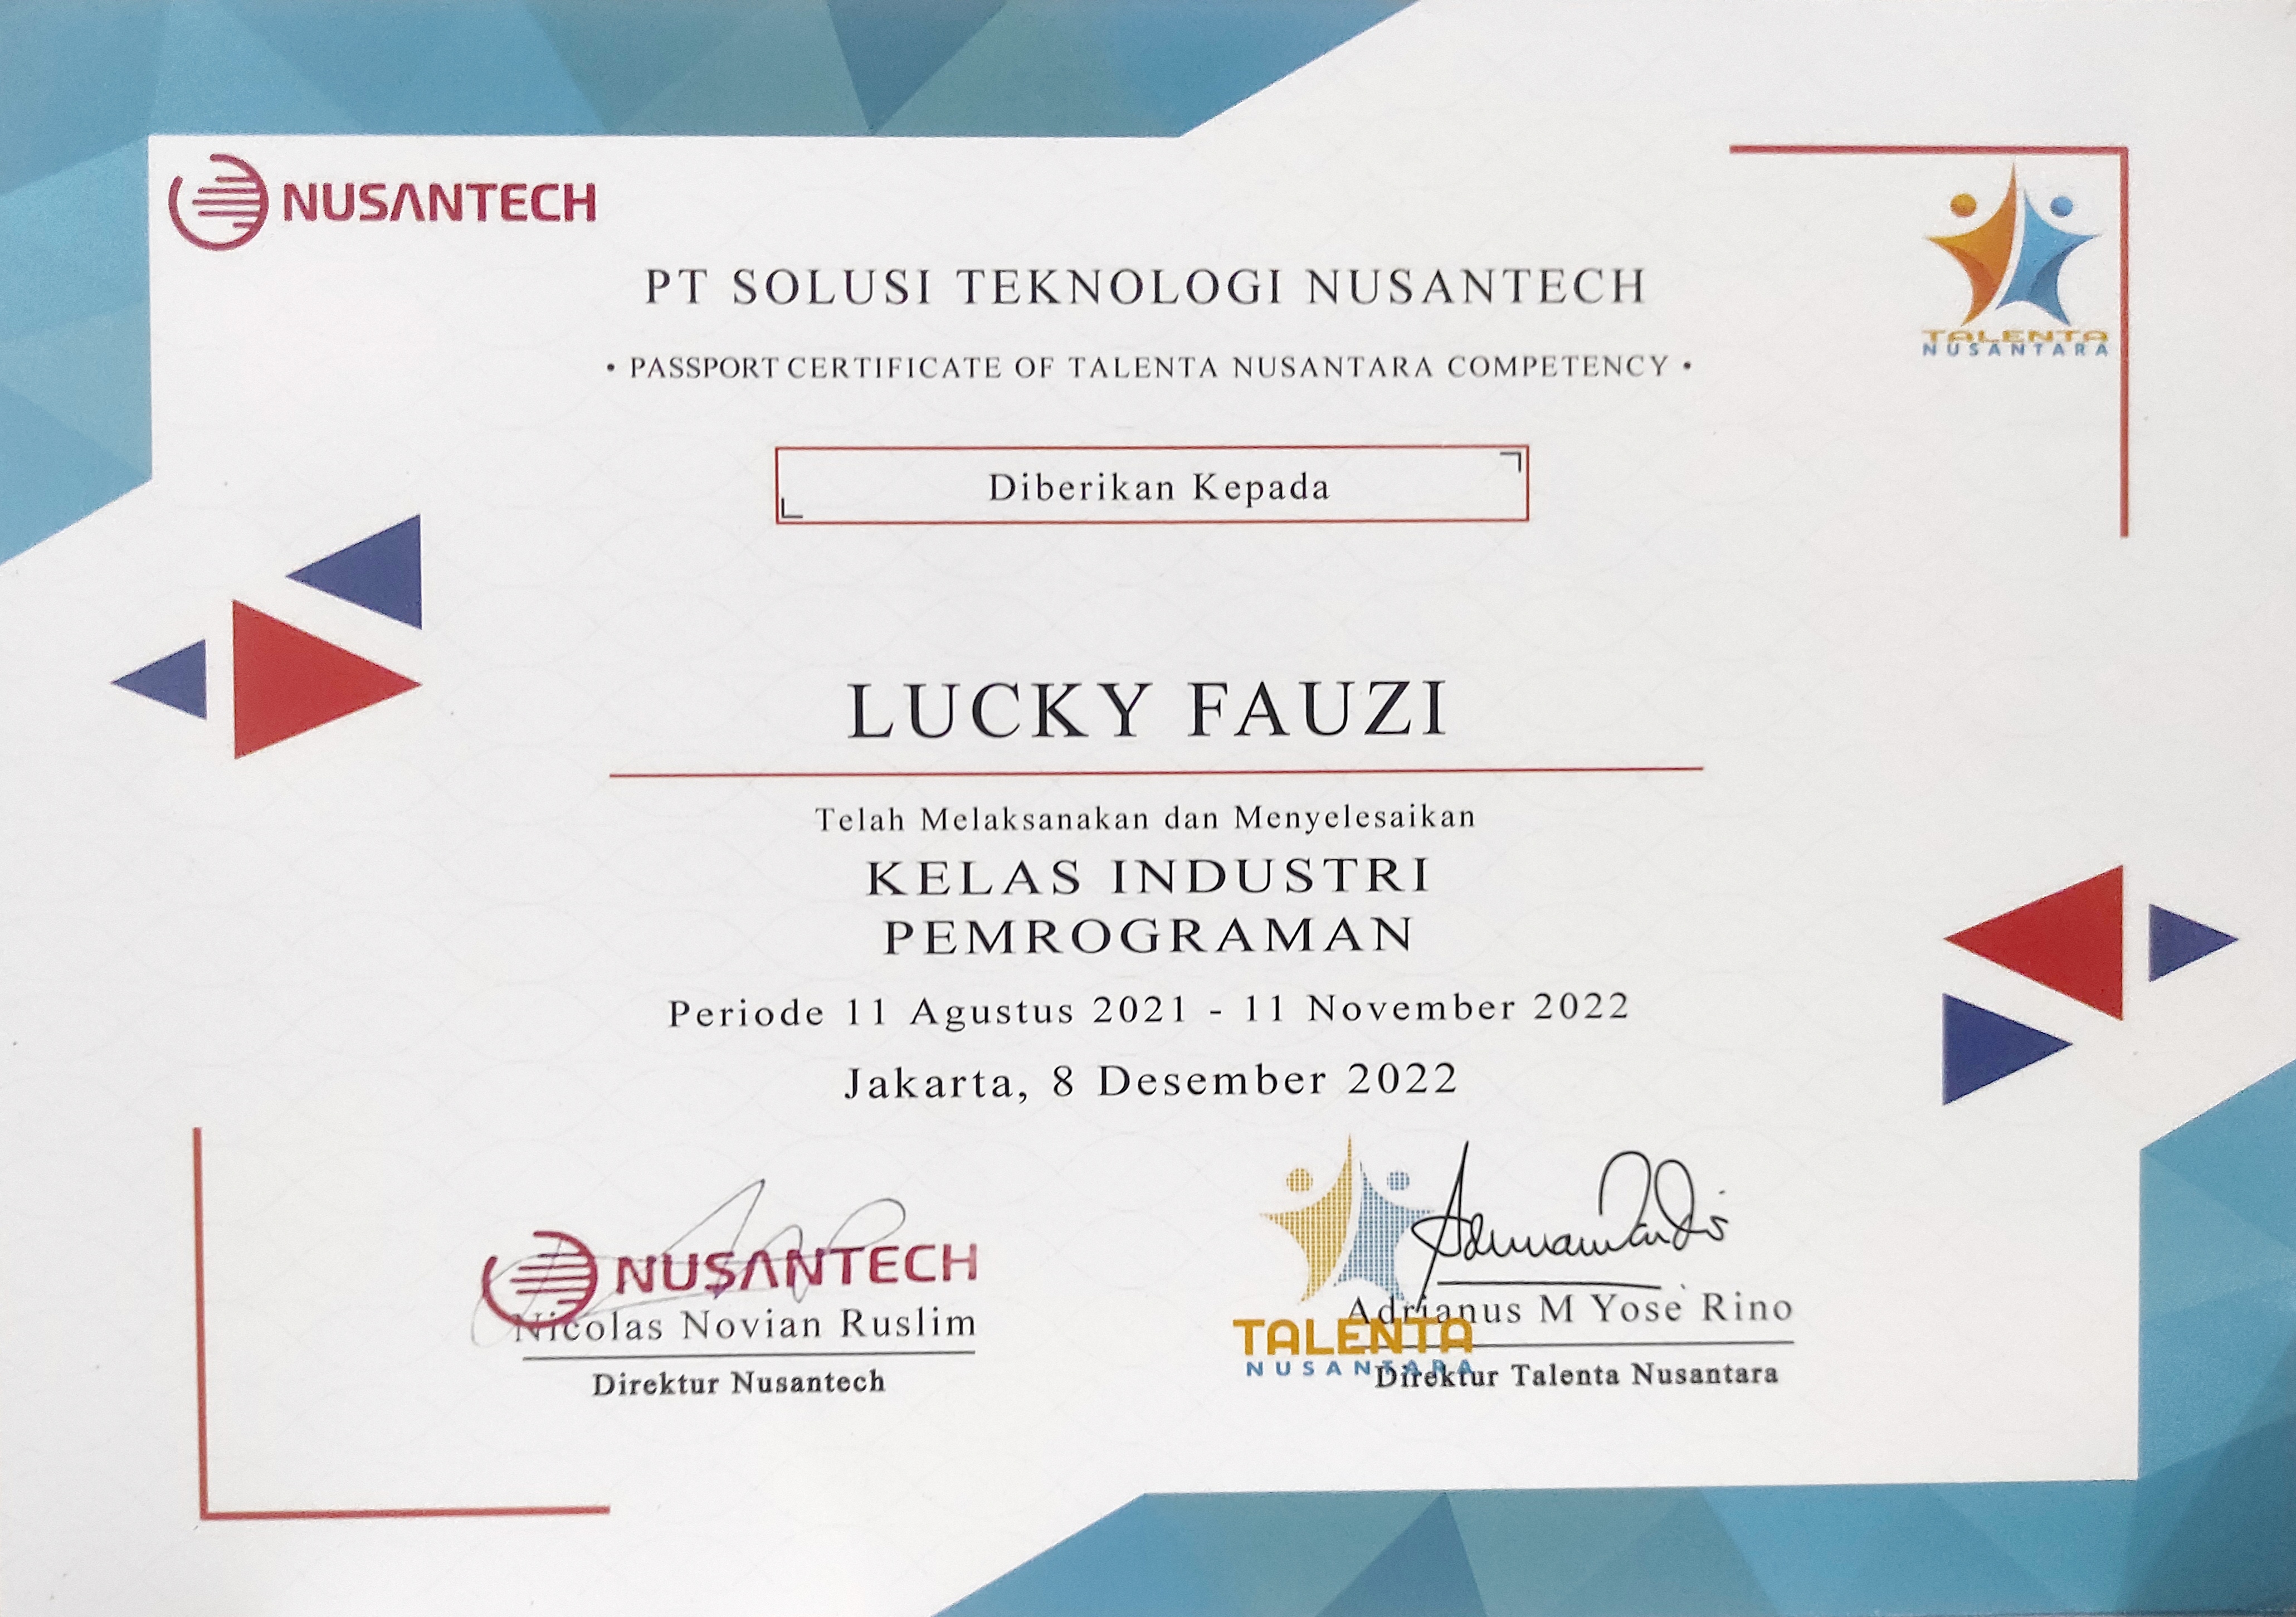 NUSANTECH
TALENTA
NUSANTARA
PT SOLUSI TEKNOLOGI NUSANTECH
• PASSPORT CERTIFICATE OF TALENTA NUSANTARA COMPETENCY •
Diberikan Kepada
LUCKY FAUZI
Telah Melaksanakan dan Menyelesaikan
KELAS INDUSTRI
PEMROGRAMAN
Periode 11 Agustus 2021 - 11 November 2022
Jakarta, 8 Desember 2022
NUSANTECH
Nicolas Novian Ruslim
Direktur Nusantech
Adrianus M Yose Rino
TALENTA
NUSANTARA
Direktur Talenta Nusantara